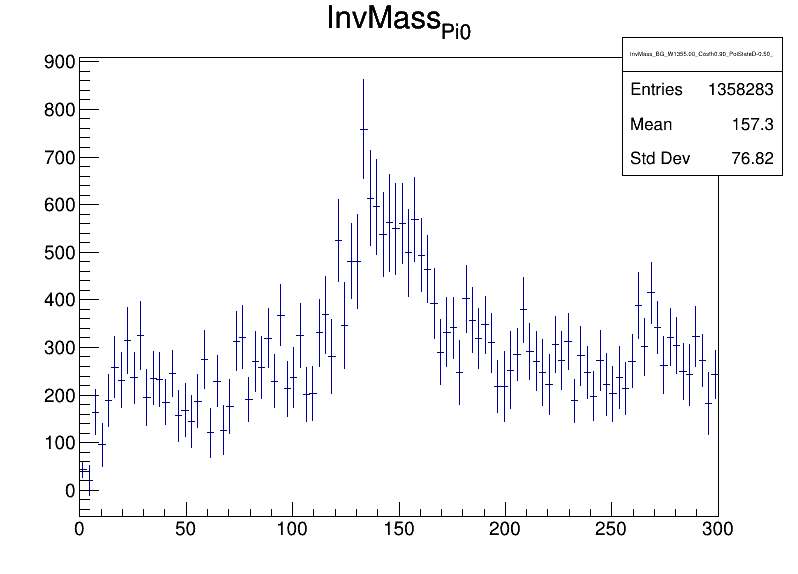 InvMass_Pi0
InvMass_BG_W1355.00_Costh0.90_PolStateD-0.50_
Entries 1358283
Mean 157.3
Std Dev 76.82
900
800
700
600
500
400
300
200
100
0
0 50 100 150 200 250 300